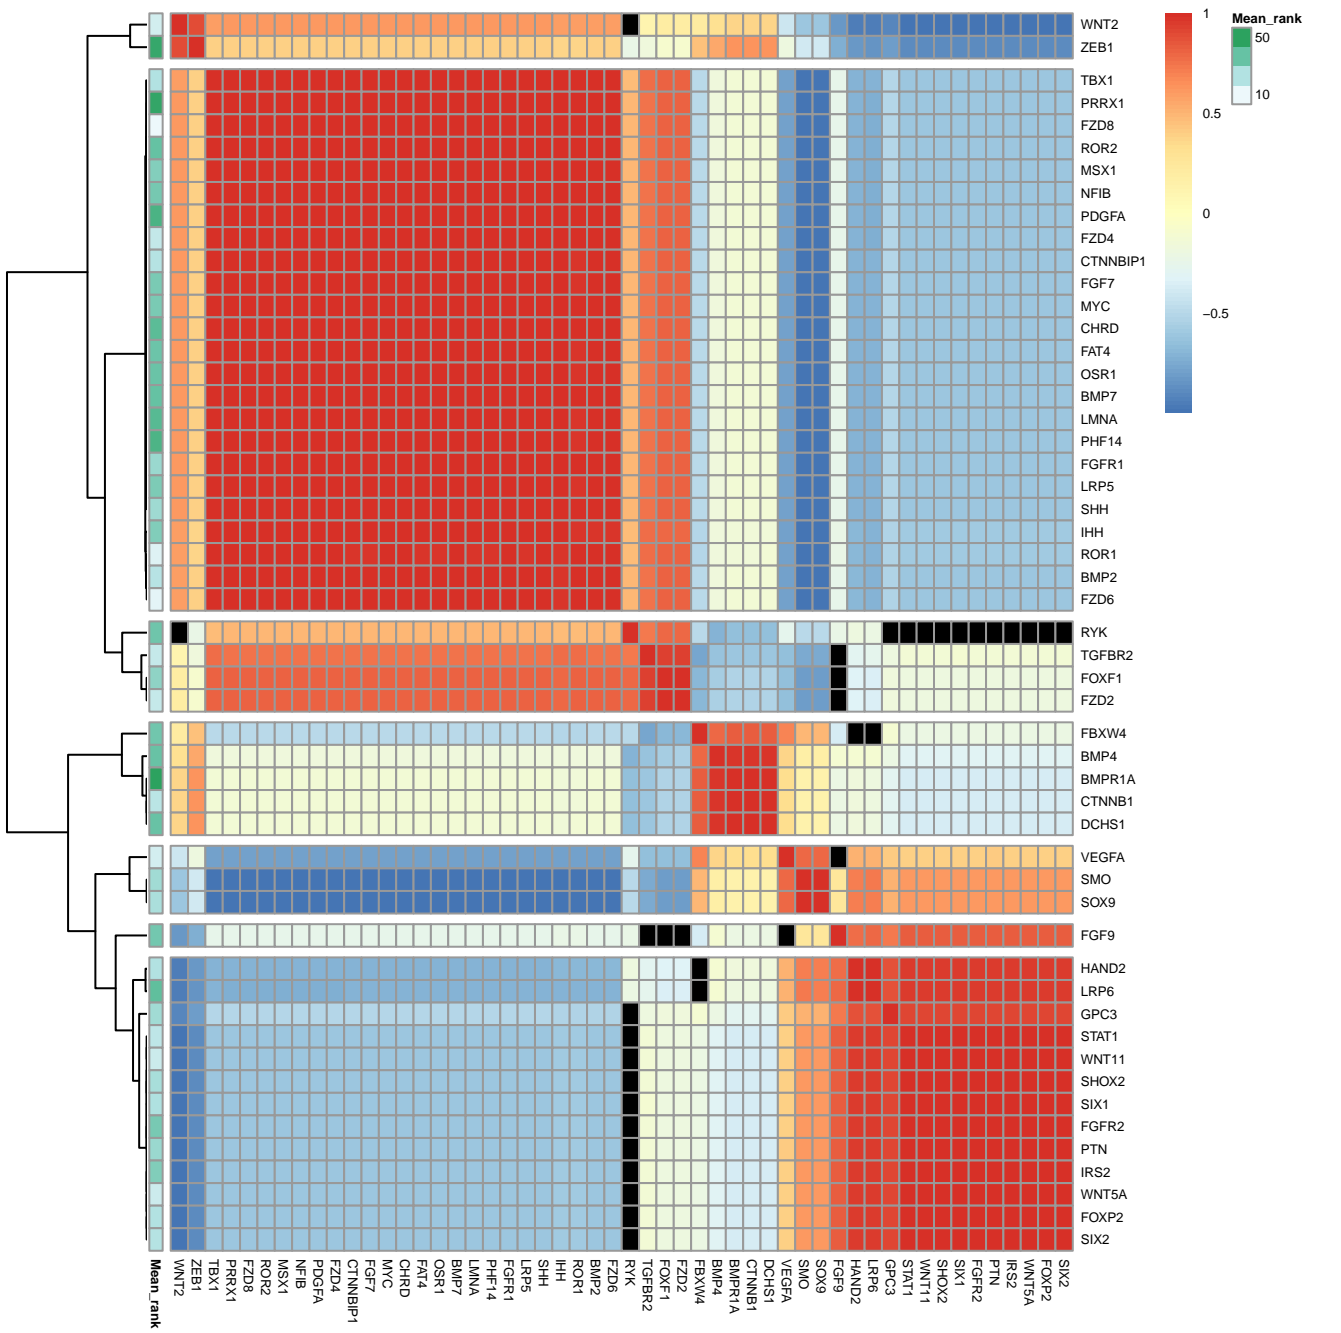 WNT2
ZEB1
TBX1
PRRX1
FZD8
ROR2
MSX1
NFIB
PDGFA
FZD4
CTNNBIP1
FGF7
MYC
CHRD
FAT4
OSR1
BMP7
LMNA
PHF14
FGFR1
LRP5
SHH
IHH
ROR1
BMP2
FZD6
RYK
TGFBR2
FOXF1
FZD2
FBXW4
BMP4
BMPR1A
CTNNB1
DCHS1
VEGFA
SMO
SOX9
FGF9
HAND2
LRP6
GPC3
STAT1
WNT11
SHOX2
SIX1
FGFR2
PTN
IRS2
WNT5A
FOXP2
SIX2
1
0.5
0
−0.5
Mean_rank
50
10
Mean_rank
WNT2
ZEB1
TBX1
PRRX1
FZD8
ROR2
MSX1
NFIB
PDGFA
FZD4
CTNNBIP1
FGF7
MYC
CHRD
FAT4
OSR1
BMP7
LMNA
PHF14
FGFR1
LRP5
SHH
IHH
ROR1
BMP2
FZD6
RYK
TGFBR2
FOXF1
FZD2
FBXW4
BMP4
BMPR1A
CTNNB1
DCHS1
VEGFA
SMO
SOX9
FGF9
HAND2
LRP6
GPC3
STAT1
WNT11
SHOX2
SIX1
FGFR2
PTN
IRS2
WNT5A
FOXP2
SIX2